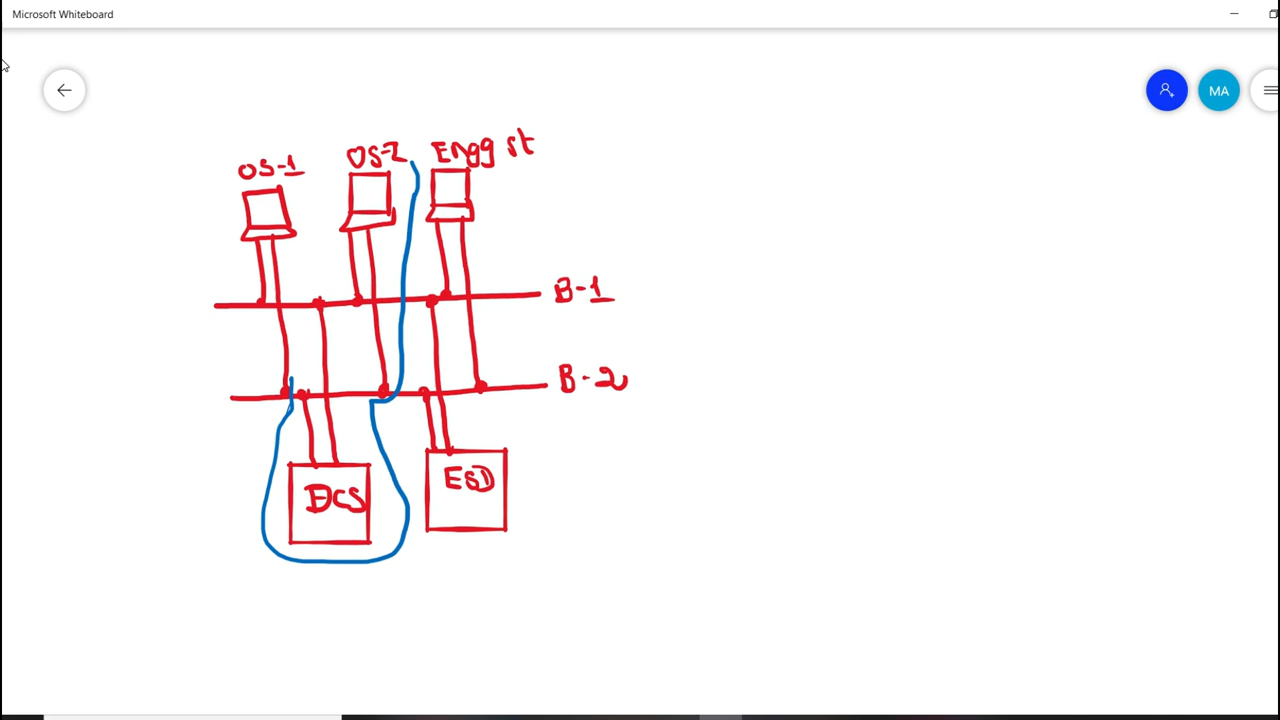 Microsoft Whiteboard
MA
OS-1
OS-2
Engg st
B-1
B-2
DCS
ESD